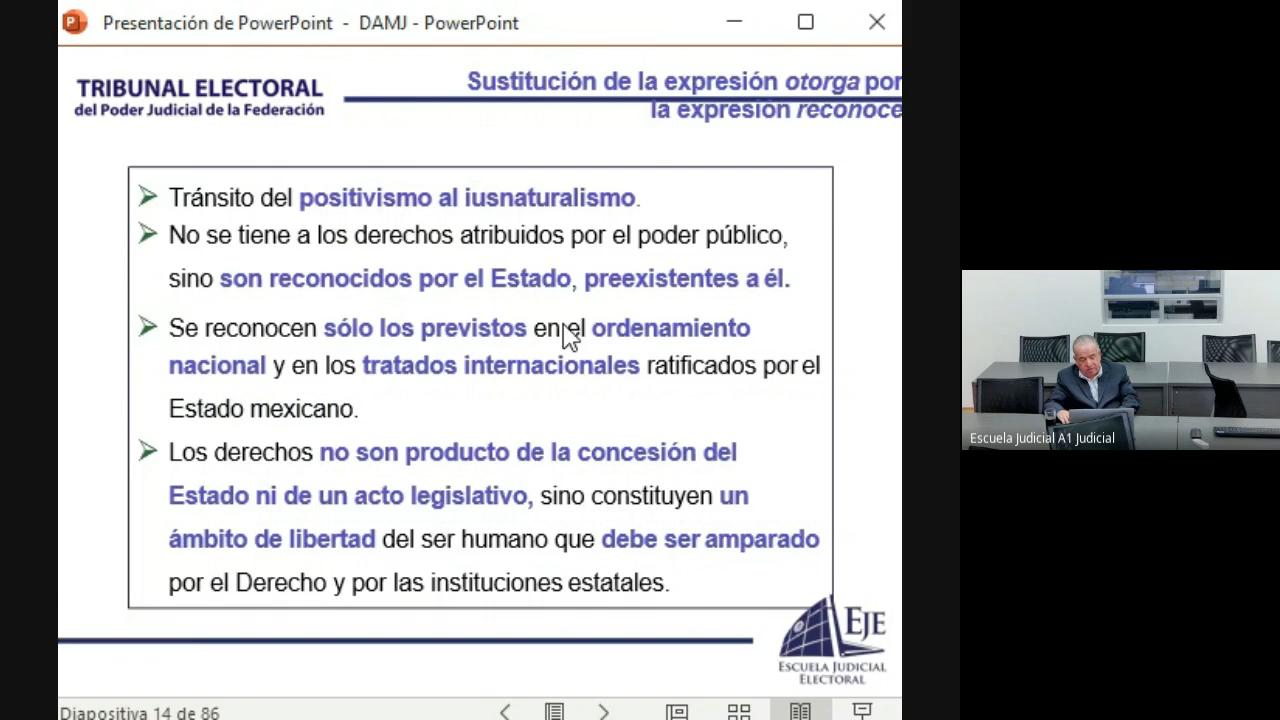 Presentación de PowerPoint - DAMJ - PowerPoint
TRIBUNAL ELECTORAL
del Poder Judicial de la Federación
Sustitución de la expresión otorga por
la expresión reconoce
Tránsito del positivismo al iusnaturalismo.
No se tiene a los derechos atribuidos por el poder público,
sino son reconocidos por el Estado, preexistentes a él.
Se reconocen sólo los previstos en el ordenamiento
nacional y en los tratados internacionales ratificados por el
Estado mexicano.
Los derechos no son producto de la concesión del
Estado ni de un acto legislativo, sino constituyen un
ámbito de libertad del ser humano que debe ser amparado
por el Derecho y por las instituciones estatales.
EJE
ESCUELA JUDICIAL
ELECTORAL
Diapositiva 14 de 86
Escuela Judicial A1 Judicial